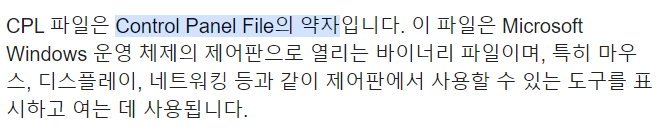 CPL 파일은 Control Panel File의 약자입니다. 이 파일은 Microsoft
Windows 운영 체제의 제어판으로 열리는 바이너리 파일이며, 특히 마우
스, 디스플레이, 네트워킹 등과 같이 제어판에서 사용할 수 있는 도구를 표
시하고 여는 데 사용됩니다.